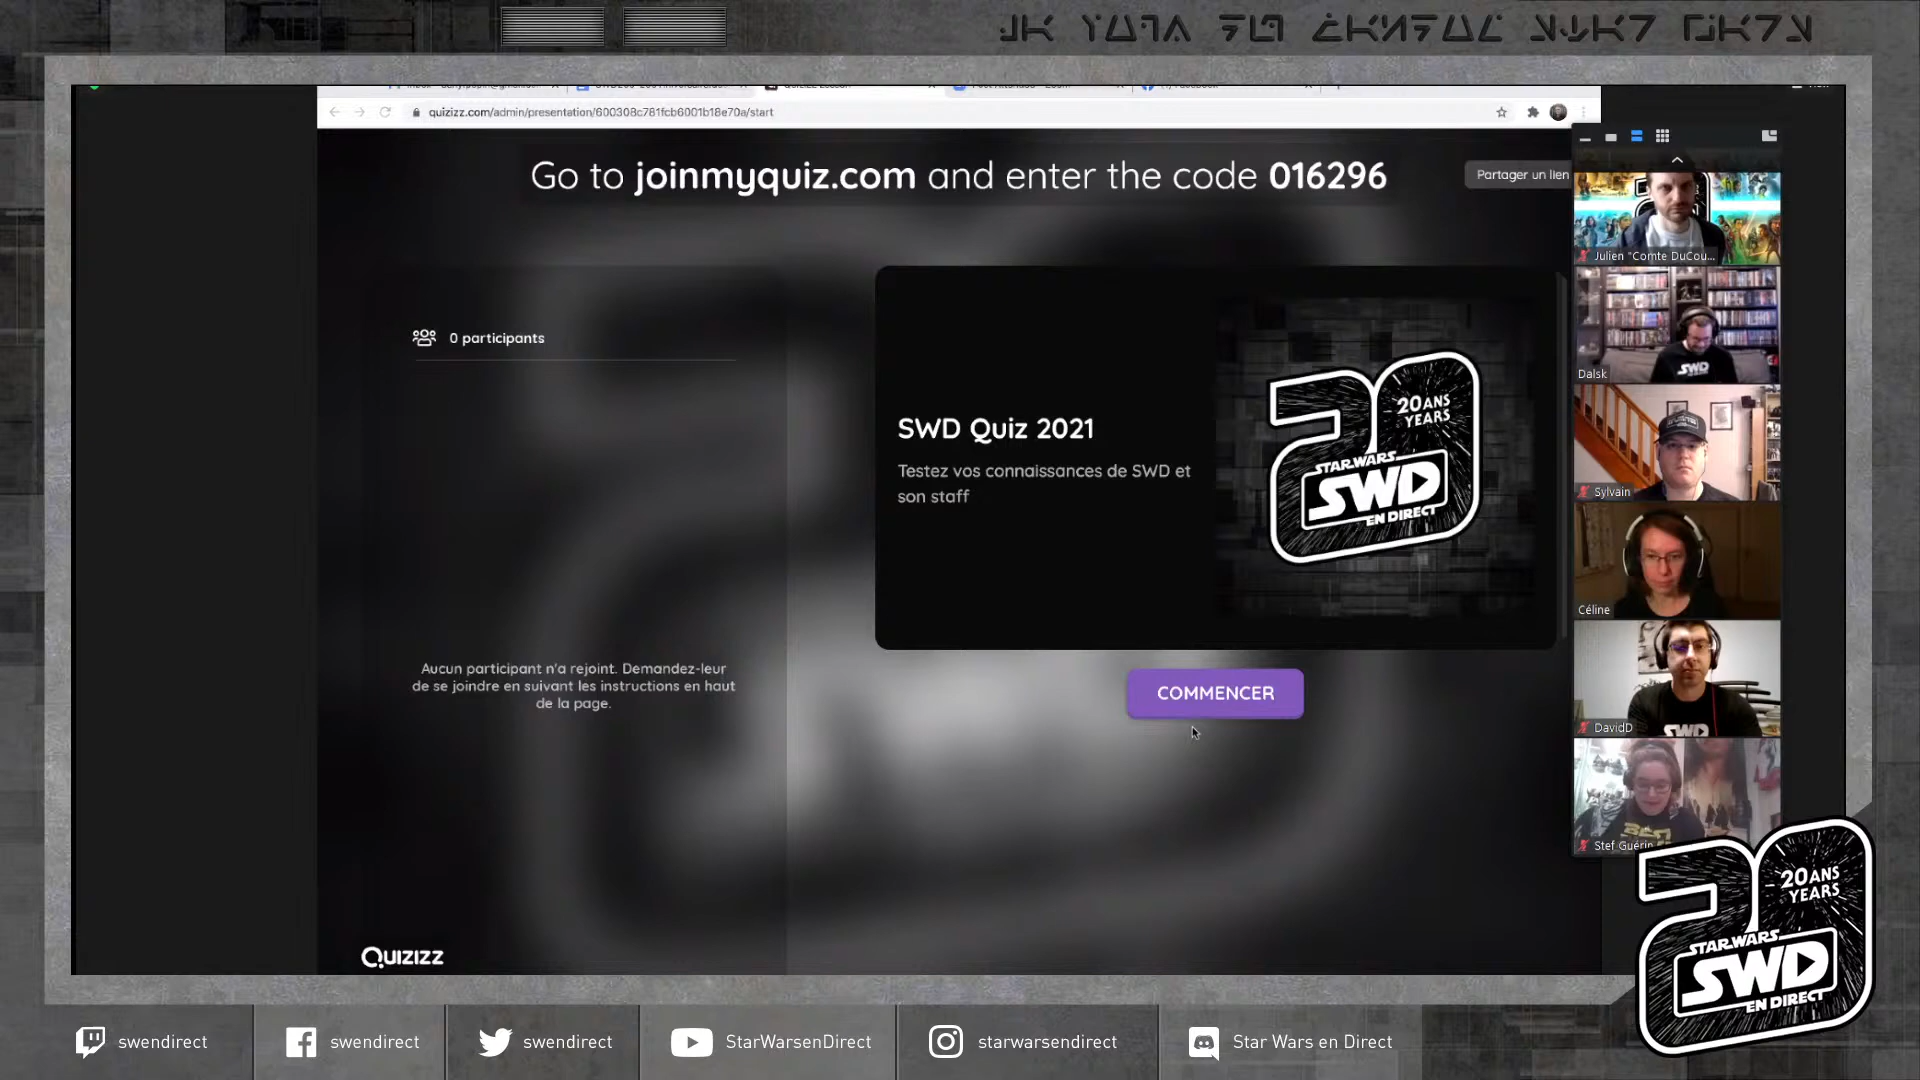 quizizz.com/admin/presentation/600308c781fcb6001b18e70a/start
Go to joinmyquiz.com and enter the code 016296
Partager un lien
Julien "Comte DuCou...
0 participants
Dalsk
SWD Quiz 2021
Testez vos connaissances de SWD et
son staff
20 ANS
YEARS
STAR WARS
SWD
EN DIRECT
Sylvain
Céline
Aucun participant n'a rejoint. Demandez-leur
de se joindre en suivant les instructions en haut
de la page.
COMMENCER
DavidD
SWD
Stef Guérin
Quizizz
20 ANS
YEARS
STAR WARS
SWD
EN DIRECT
swendirect
swendirect
swendirect
StarWarsenDirect
starwarsendirect
Star Wars en Direct